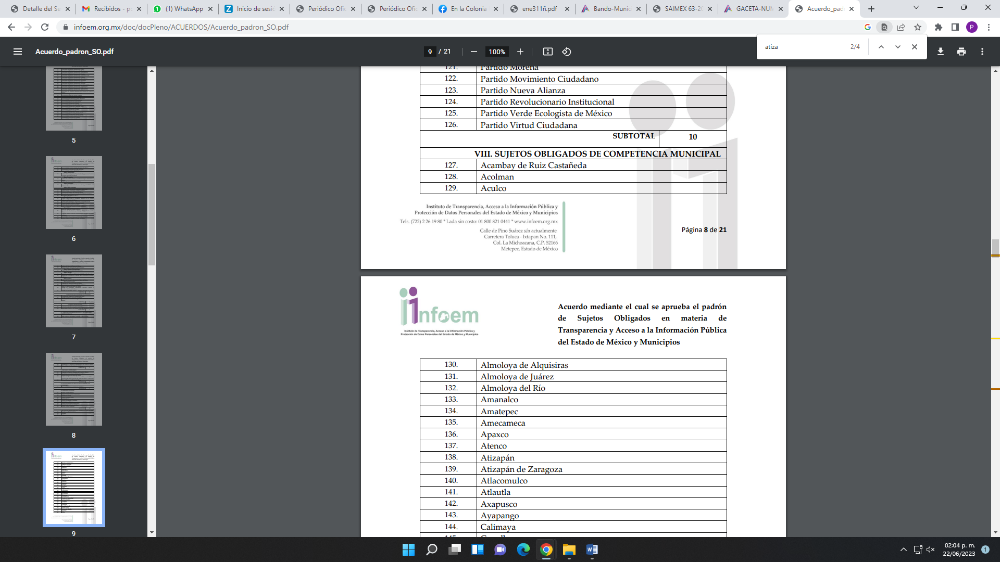 Detalle del Se
Recibidos - po
(1) WhatsApp
Inicio de sesi
Periódico Ofic
Periódico Ofic
En la Colonia
ene311ñ.pdf
Bando-Munic
SAIMEX 63-20
GACETA-NUM
Acuerdo_pad
infoem.org.mx/doc/docPleno/ACUERDOS/Acuerdo_padron_SO.pdf
P
Acuerdo_padron_SO.pdf
9 / 21
100%
atiza
2/4
5
6
7
8
9
121. Partido Morena
122. Partido Movimiento Ciudadano
123. Partido Nueva Alianza
124. Partido Revolucionario Institucional
125. Partido Verde Ecologista de México
126. Partido Virtud Ciudadana
SUBTOTAL 10
VIII. SUJETOS OBLIGADOS DE COMPETENCIA MUNICIPAL
127. Acambay de Ruiz Castañeda
128. Acolman
129. Aculco
Instituto de Transparencia, Acceso a la Información Pública y
Protección de Datos Personales del Estado de México y Municipios
Tels. (722) 2 26 19 80 * Lada sin costo: 01 800 821 0441 * www.infoem.org.mx
Calle de Pino Suárez s/n actualmente
Carretera Toluca - Ixtapan No. 111,
Col. La Michoacana, C.P. 52166
Metepec, Estado de México
Página 8 de 21
infoem
Instituto de Transparencia, Acceso a la Información Pública y
Protección de Datos Personales del Estado de México y Municipios
Acuerdo mediante el cual se aprueba el padrón
de Sujetos Obligados en materia de
Transparencia y Acceso a la Información Pública
del Estado de México y Municipios
130. Almoloya de Alquisiras
131. Almoloya de Juárez
132. Almoloya del Río
133. Amanalco
134. Amatepec
135. Amecameca
136. Apaxco
137. Atenco
138. Atizapán
139. Atizapán de Zaragoza
140. Atlacomulco
141. Atlautla
142. Axapusco
143. Ayapango
144. Calimaya
02:04 p. m.
22/06/2023
1